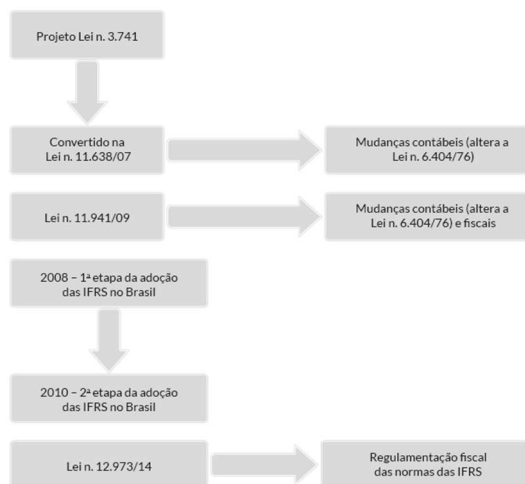 Projeto Lei n. 3.741
Convertido na
Lei n. 11.638/07
Mudanças contábeis (altera a
Lei n. 6.404/76)
Lei n. 11.941/09
Mudanças contábeis (altera a
Lei n. 6.404/76) e fiscais
2008 – 1ª etapa da adoção
das IFRS no Brasil
2010 – 2ª etapa da adoção
das IFRS no Brasil
Lei n. 12.973/14
Regulamentação fiscal
das normas das IFRS